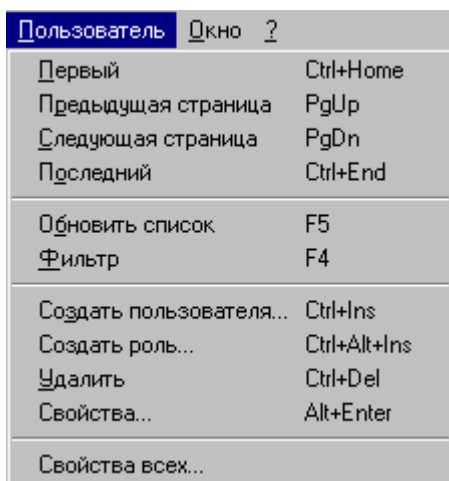 Пользователь Окно ?
Первый Ctrl+Home
Предыдущая страница PgUp
Следующая страница PgDn
Последний Ctrl+End
Обновить список F5
Фильтр F4
Создать пользователя... Ctrl+Ins
Создать роль... Ctrl+Alt+Ins
Удалить Ctrl+Del
Свойства... Alt+Enter
Свойства всех...